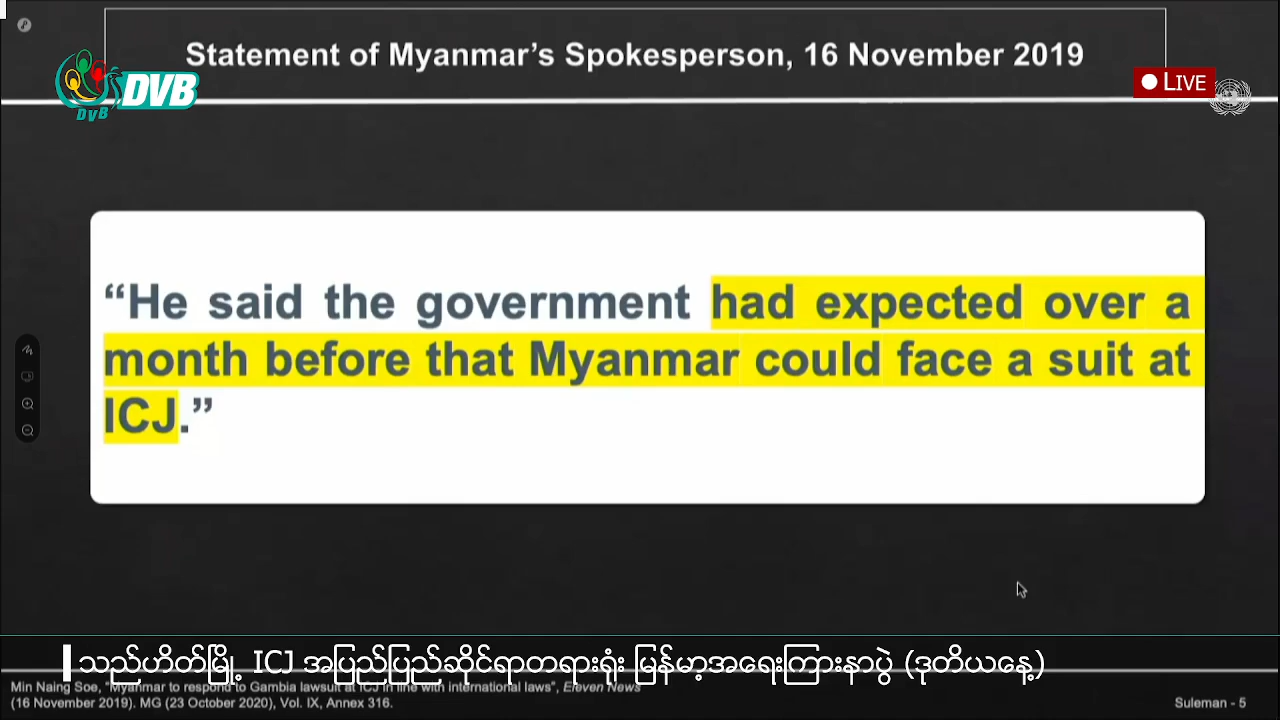 Statement of Myanmar’s Spokesperson, 16 November 2019
DVB
DVB
LIVE
“He said the government had expected over a
month before that Myanmar could face a suit at
ICJ.”
သည်ဟိတ်မြို့ ICJ အပြည်ပြည်ဆိုင်ရာတရားရုံး မြန်မာ့အရေးကြားနာပွဲ (ဒုတိယနေ့)
Min Naing Soe, “Myanmar to respond to Gambia lawsuit at ICJ in line with international laws”, Eleven News
(16 November 2019). MG (23 October 2020), Vol. IX, Annex 316.
Suleman - 5